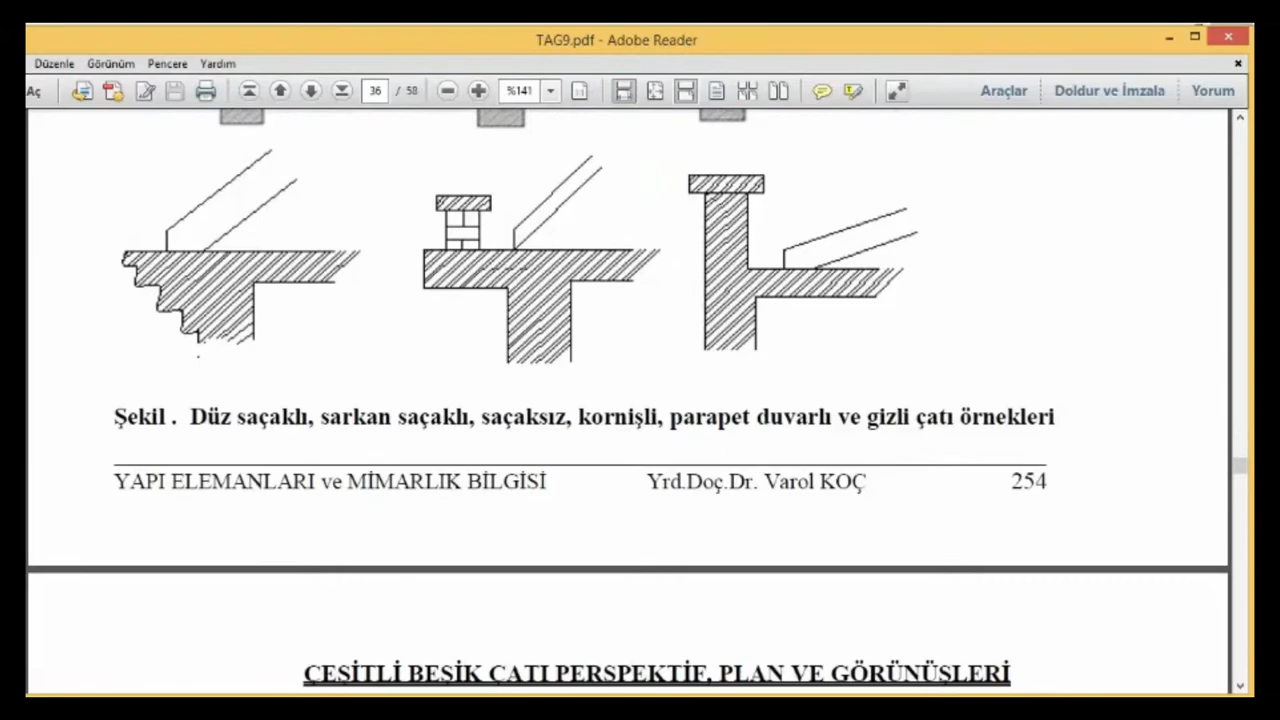 TAG9.pdf - Adobe Reader
Düzenle Görünüm Pencere Yardım
Aç 36 / 58 %141 Araçlar Doldur ve İmzala Yorum
Şekil . Düz saçaklı, sarkan saçaklı, saçaksız, kornişli, parapet duvarlı ve gizli çatı örnekleri
YAPI ELEMANLARI ve MİMARLIK BİLGİSİ Yrd.Doç.Dr. Varol KOÇ 254
ÇEŞİTLİ BEŞİK ÇATI PERSPEKTİF, PLAN VE GÖRÜNÜŞLERİ